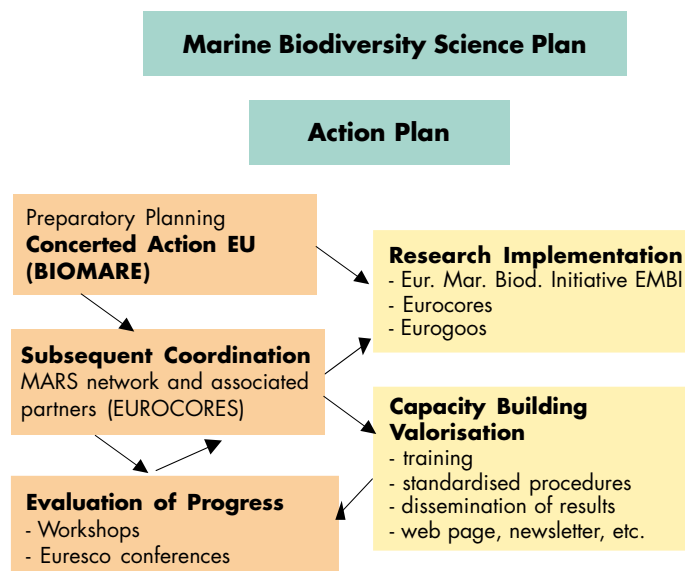 Marine Biodiversity Science Plan
Action Plan
Preparatory Planning
Concerted Action EU
(BIOMARE)
Research Implementation
- Eur. Mar. Biod. Initiative EMBI
- Eurocores
- Eurogoos
Subsequent Coordination
MARS network and associated
partners (EUROCORES)
Capacity Building
Valorisation
- training
- standardised procedures
- dissemination of results
- web page, newsletter, etc.
Evaluation of Progress
- Workshops
- Euresco conferences